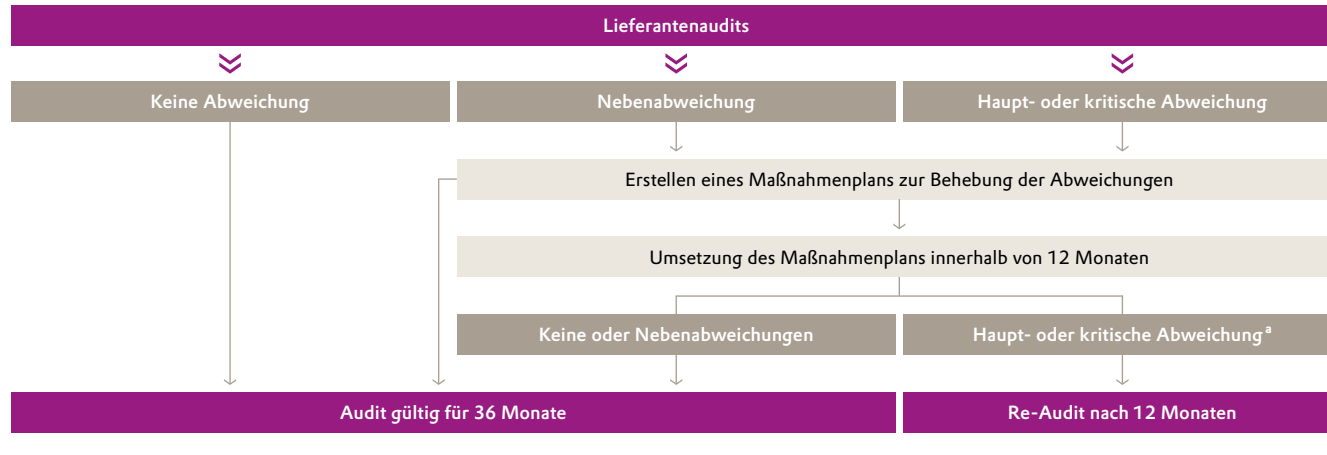 Lieferantenaudits
Keine Abweichung
Nebenabweichung
Haupt- oder kritische Abweichung
Erstellen eines Maßnahmenplans zur Behebung der Abweichungen
Umsetzung des Maßnahmenplans innerhalb von 12 Monaten
Keine oder Nebenabweichungen
Haupt- oder kritische Abweichungᵃ
Audit gültig für 36 Monate
Re-Audit nach 12 Monaten